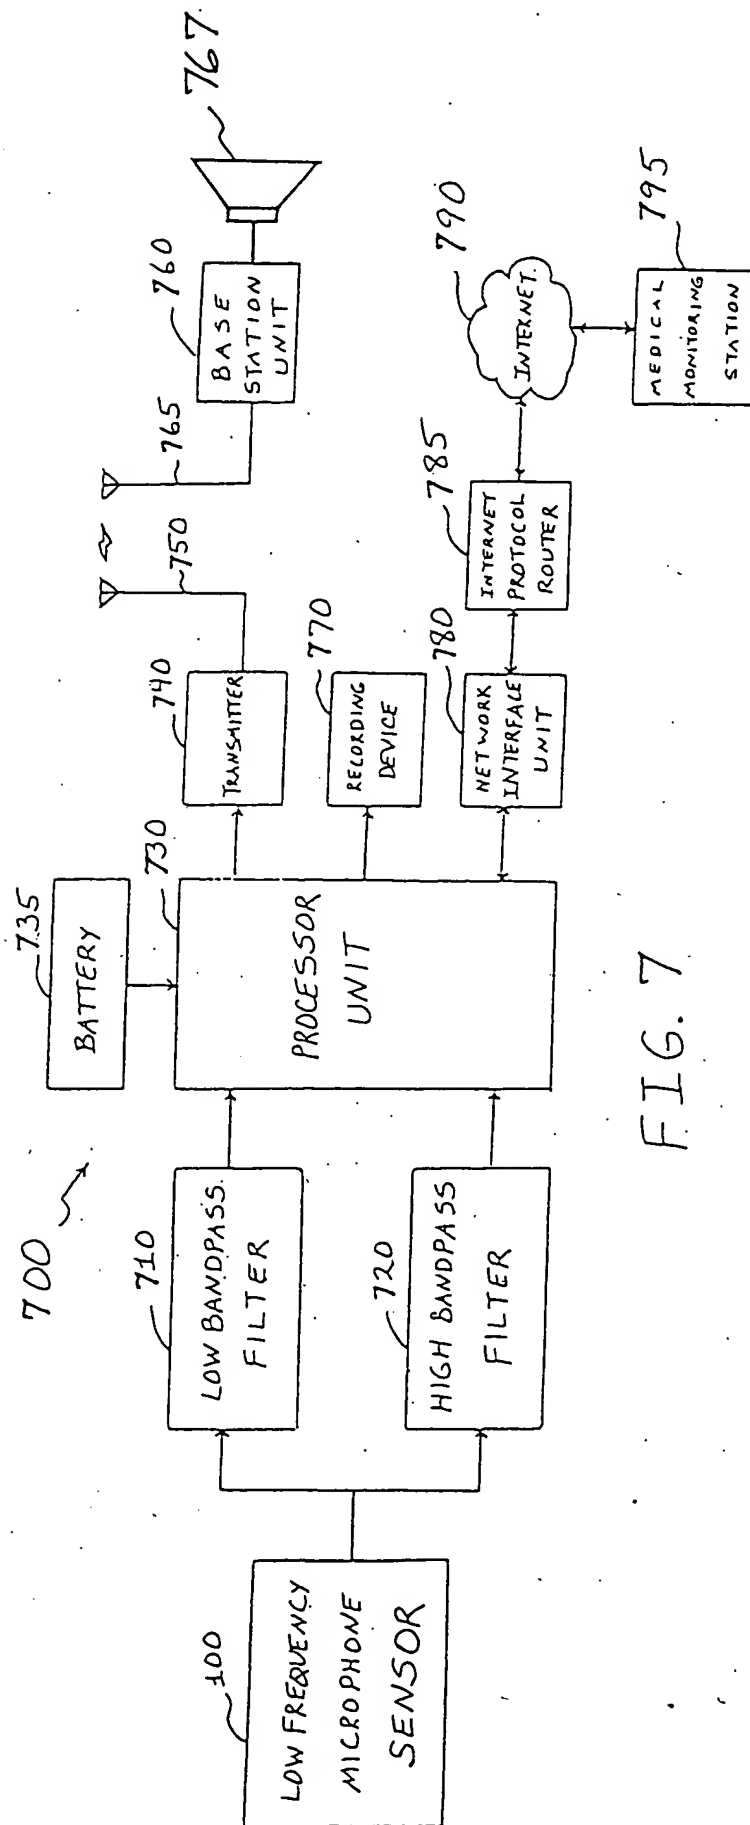 700
100
LOW FREQUENCY
MICROPHONE
SENSOR
710
LOW BANDPASS
FILTER
720
HIGH BANDPASS
FILTER
735
BATTERY
730
PROCESSOR
UNIT
740
TRANSMITTER
750
765
760
BASE
STATION
UNIT
767
770
RECORDING
DEVICE
780
NETWORK
INTERFACE
UNIT
785
INTERNET
PROTOCOL
ROUTER
790
INTERNET
795
MEDICAL
MONITORING
STATION
FIG. 7